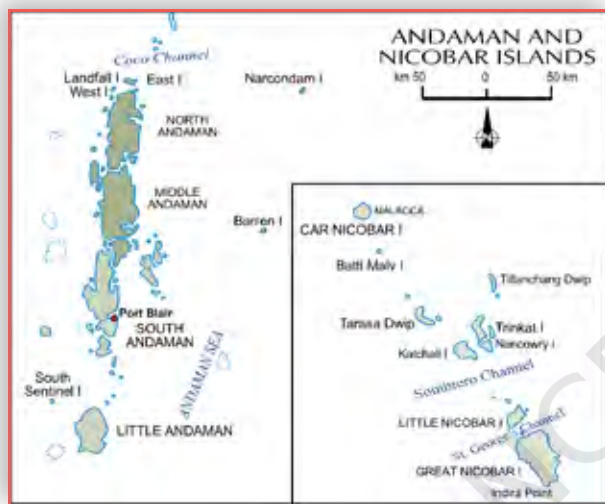 ANDAMAN AND
NICOBAR ISLANDS
km 50 0 50 km
N
Coco Channel
Landfall I
West I
East I
Narcondam I
NORTH
ANDAMAN
MIDDLE
ANDAMAN
Barren I
Port Blair
SOUTH
ANDAMAN
ANDAMAN SEA
South
Sentinel I
LITTLE ANDAMAN
MALACCA
CAR NICOBAR I
Batti Malv I
Tillanchang Dwip
Tarasa Dwip
Trinkat I
Nancowry I
Katchall I
Sombrero Channel
LITTLE NICOBAR I
St. George Channel
GREAT NICOBAR I
Indira Point